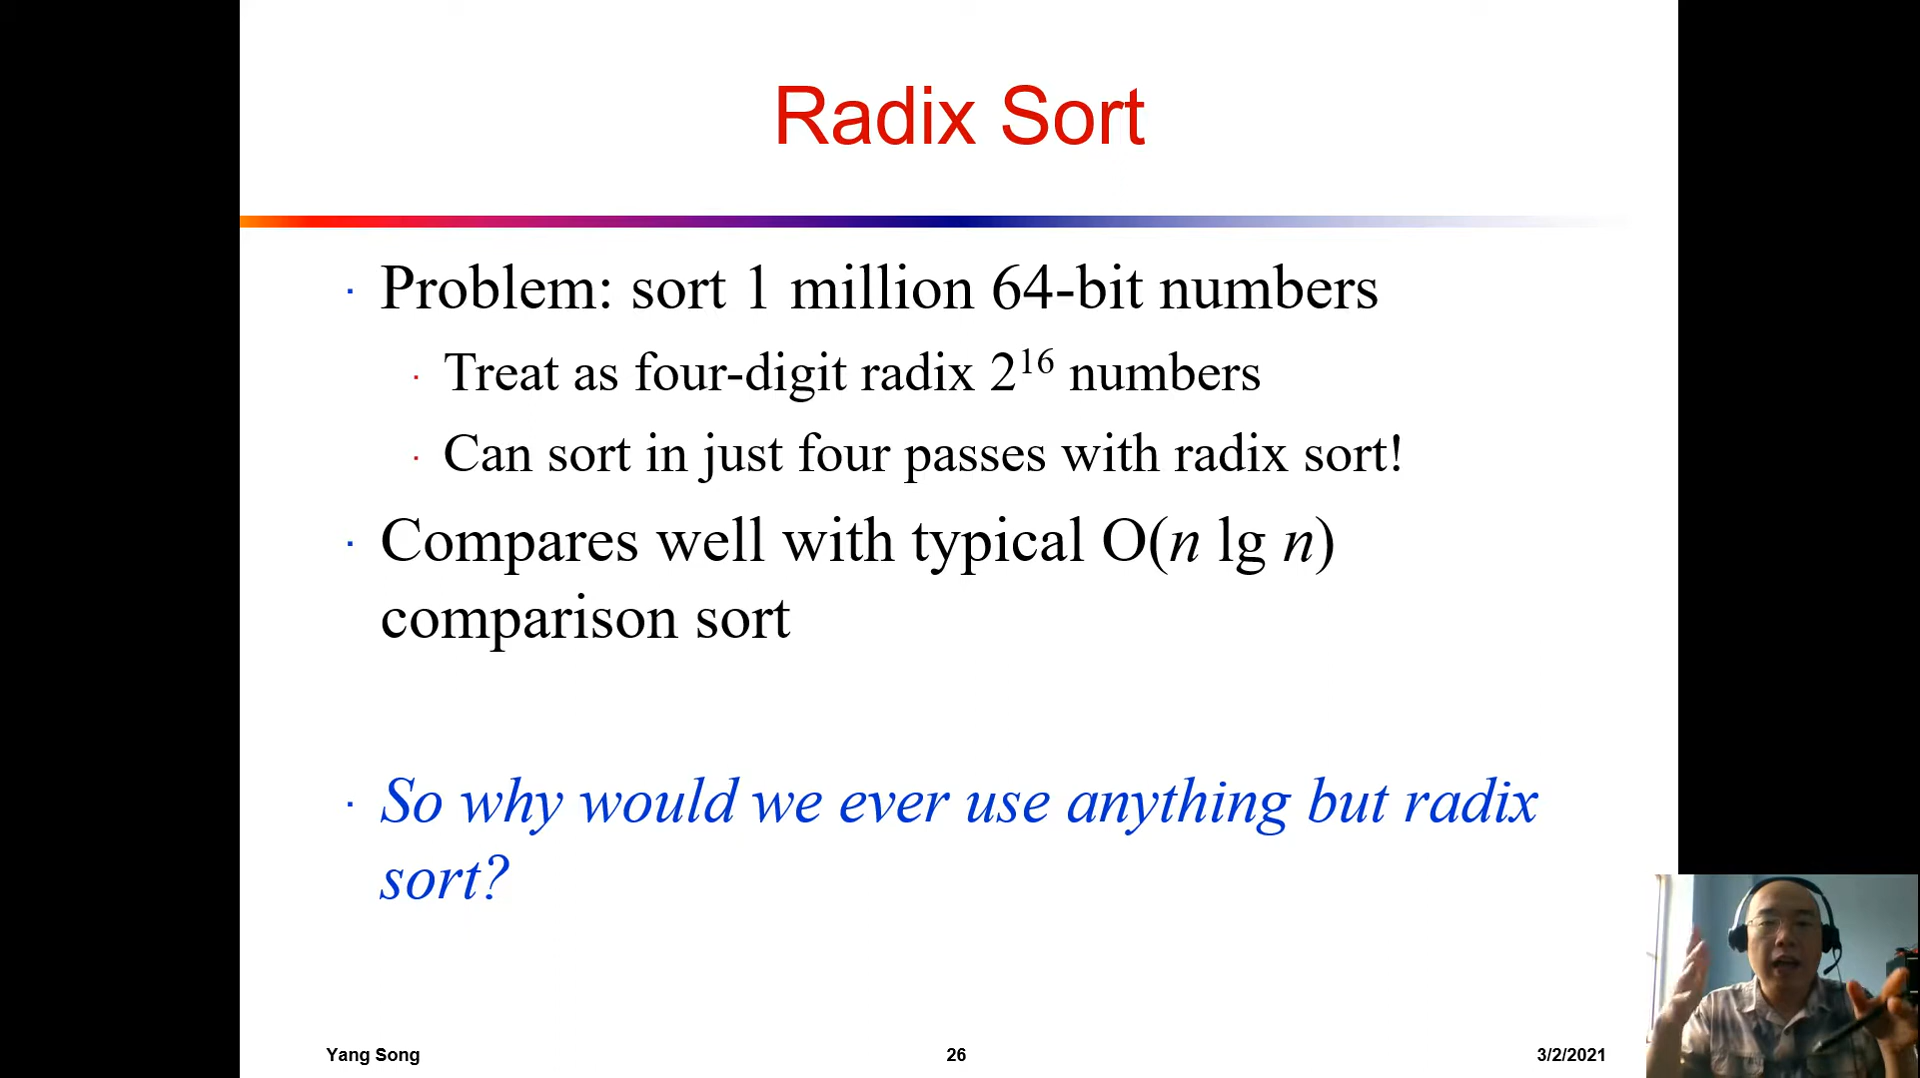 Radix Sort
· Problem: sort 1 million 64-bit numbers
· Treat as four-digit radix 2¹⁶ numbers
· Can sort in just four passes with radix sort!
· Compares well with typical O(n lg n)
comparison sort
· So why would we ever use anything but radix
sort?
Yang Song 26 3/2/2021